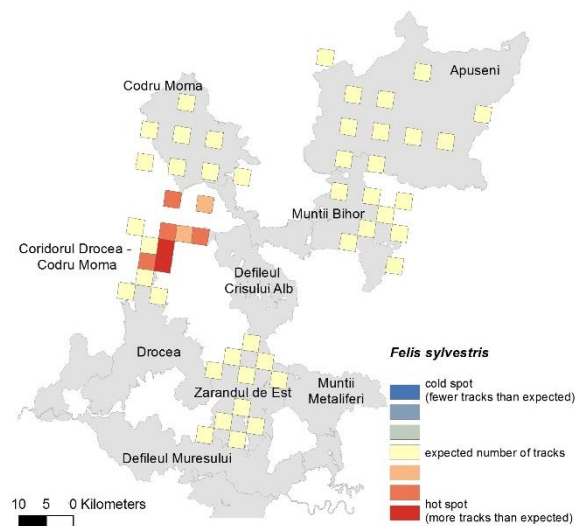 Apuseni
Codru Moma
Muntii Bihor
Coridorul Drocea -
Codru Moma
Defileul
Crisului Alb
Drocea
Zarandul de Est
Muntii
Metaliferi
Defileul Muresului
Felis sylvestris
cold spot
(fewer tracks than expected)
expected number of tracks
hot spot
(more tracks than expected)
10 5 0 Kilometers